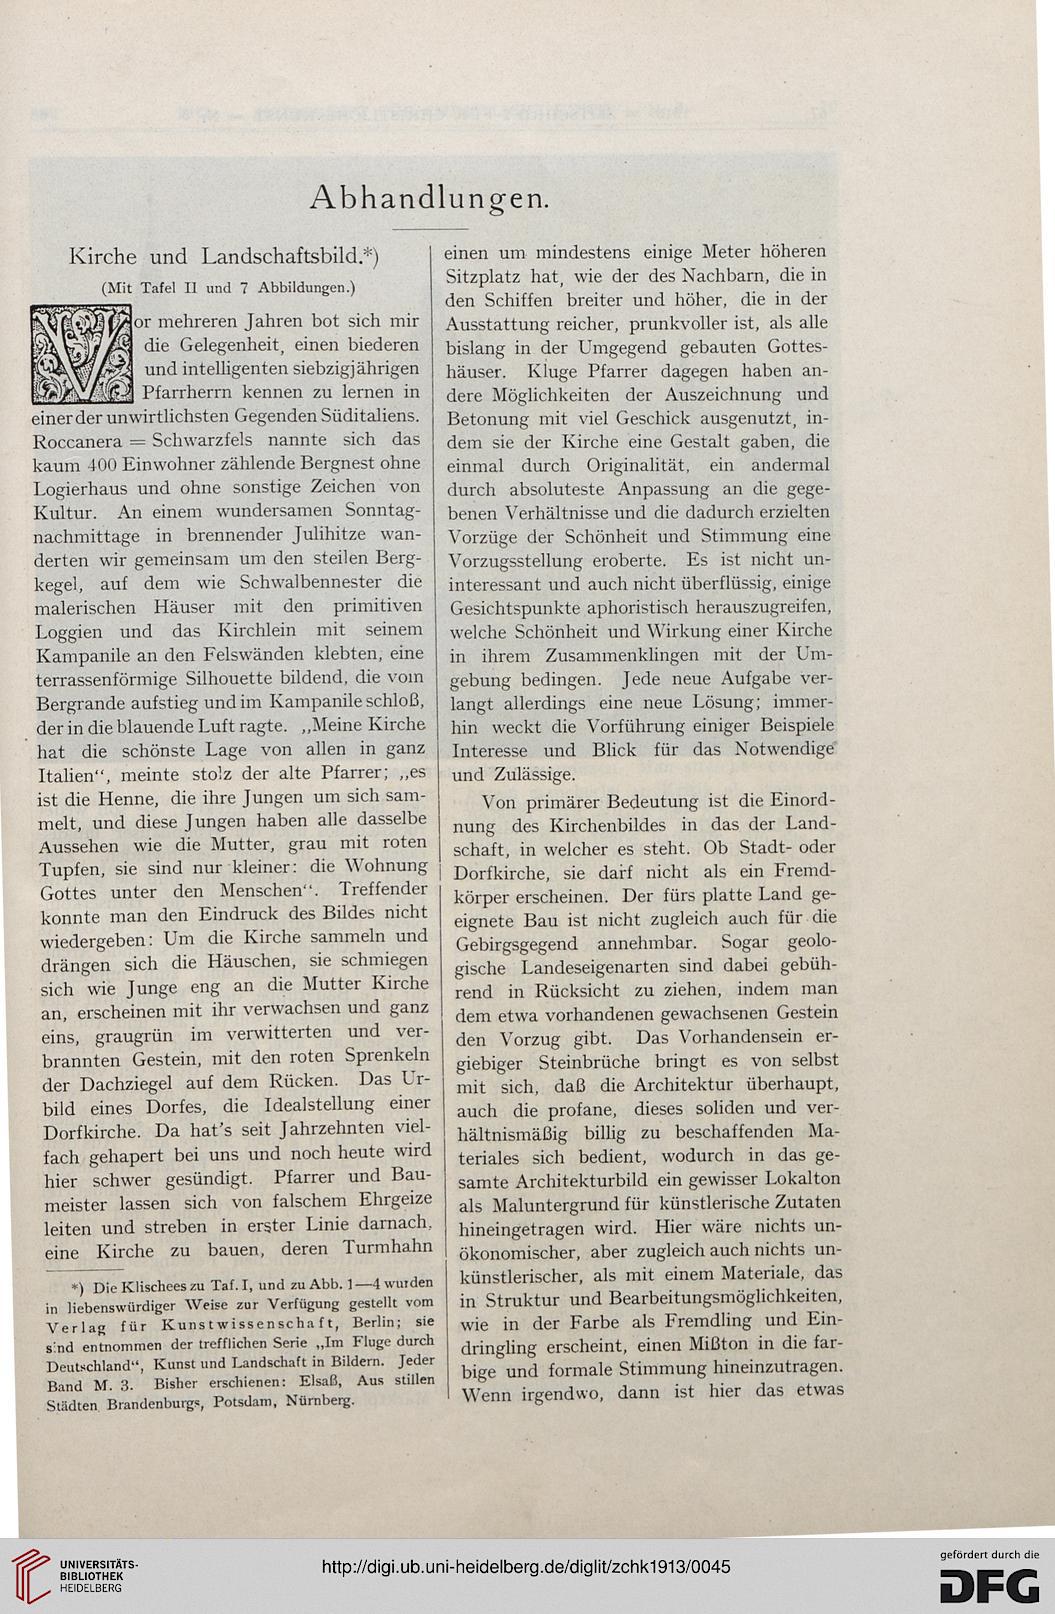 Abhandlungen.
Kirche und Landschaftsbild.*)
(Mit Tafel II und 7 Abbildungen.)
Vor mehreren Jahren bot sich mir
die Gelegenheit, einen biederen
und intelligenten siebzigjährigen
Pfarrherrn kennen zu lernen in
einer der unwirtlichsten Gegenden Süditaliens.
Roccanera = Schwarzfels nannte sich das
kaum 400 Einwohner zählende Bergnest ohne
Logierhaus und ohne sonstige Zeichen von
Kultur. An einem wundersamen Sonntag-
nachmittage in brennender Julihitze wan-
derten wir gemeinsam um den steilen Berg-
kegel, auf dem wie Schwalbennester die
malerischen Häuser mit den primitiven
Loggien und das Kirchlein mit seinem
Kampanile an den Felswänden klebten, eine
terrassenförmige Silhouette bildend, die vom
Bergrande aufstieg und im Kampanile schloß,
der in die blauende Luft ragte. „Meine Kirche
hat die schönste Lage von allen in ganz
Italien“, meinte stolz der alte Pfarrer; „es
ist die Henne, die ihre Jungen um sich sam-
melt, und diese Jungen haben alle dasselbe
Aussehen wie die Mutter, grau mit roten
Tupfen, sie sind nur kleiner: die Wohnung
Gottes unter den Menschen“. Treffender
konnte man den Eindruck des Bildes nicht
wiedergeben: Um die Kirche sammeln und
drängen sich die Häuschen, sie schmiegen
sich wie Junge eng an die Mutter Kirche
an, erscheinen mit ihr verwachsen und ganz
eins, graugrün im verwitterten und ver-
brannten Gestein, mit den roten Sprenkeln
der Dachziegel auf dem Rücken. Das Ur-
bild eines Dorfes, die Idealstellung einer
Dorfkirche. Da hat's seit Jahrzehnten viel-
fach gehapert bei uns und noch heute wird
hier schwer gesündigt. Pfarrer und Bau-
meister lassen sich von falschem Ehrgeize
leiten und streben in erster Linie darnach,
eine Kirche zu bauen, deren Turmhahn
*) Die Klischees zu Taf. I, und zu Abb. 1—4 wurden
in liebenswürdiger Weise zur Verfügung gestellt vom
Verlag für Kunstwissenschaft, Berlin; sie
sind entnommen der trefflichen Serie „Im Fluge durch
Deutschland“, Kunst und Landschaft in Bildern. Jeder
Band M. 3. Bisher erschienen: Elsaß, Aus stillen
Städten Brandenburgs, Potsdam, Nürnberg.
einen um mindestens einige Meter höheren
Sitzplatz hat, wie der des Nachbarn, die in
den Schiffen breiter und höher, die in der
Ausstattung reicher, prunkvoller ist, als alle
bislang in der Umgegend gebauten Gottes-
häuser. Kluge Pfarrer dagegen haben an-
dere Möglichkeiten der Auszeichnung und
Betonung mit viel Geschick ausgenutzt, in-
dem sie der Kirche eine Gestalt gaben, die
einmal durch Originalität, ein andermal
durch absoluteste Anpassung an die gege-
benen Verhältnisse und die dadurch erzielten
Vorzüge der Schönheit und Stimmung eine
Vorzugsstellung eroberte. Es ist nicht un-
interessant und auch nicht überflüssig, einige
Gesichtspunkte aphoristisch herauszugreifen,
welche Schönheit und Wirkung einer Kirche
in ihrem Zusammenklingen mit der Um-
gebung bedingen. Jede neue Aufgabe ver-
langt allerdings eine neue Lösung; immer-
hin weckt die Vorführung einiger Beispiele
Interesse und Blick für das Notwendige
und Zulässige.
Von primärer Bedeutung ist die Einord-
nung des Kirchenbildes in das der Land-
schaft, in welcher es steht. Ob Stadt- oder
Dorfkirche, sie darf nicht als ein Fremd-
körper erscheinen. Der fürs platte Land ge-
eignete Bau ist nicht zugleich auch für die
Gebirgsgegend annehmbar. Sogar geolo-
gische Landeseigenarten sind dabei gebüh-
rend in Rücksicht zu ziehen, indem man
dem etwa vorhandenen gewachsenen Gestein
den Vorzug gibt. Das Vorhandensein er-
giebiger Steinbrüche bringt es von selbst
mit sich, daß die Architektur überhaupt,
auch die profane, dieses soliden und ver-
hältnismäßig billig zu beschaffenden Ma-
teriales sich bedient, wodurch in das ge-
samte Architekturbild ein gewisser Lokalton
als Maluntergrund für künstlerische Zutaten
hineingetragen wird. Hier wäre nichts un-
ökonomischer, aber zugleich auch nichts un-
künstlerischer, als mit einem Materiale, das
in Struktur und Bearbeitungsmöglichkeiten,
wie in der Farbe als Fremdling und Ein-
dringling erscheint, einen Mißton in die far-
bige und formale Stimmung hineinzutragen.
Wenn irgendwo, dann ist hier das etwas
UNIVERSITÄTS-
BIBLIOTHEK
HEIDELBERG
http://digi.ub.uni-heidelberg.de/diglit/zchk1913/0045
gefördert durch die
DFG